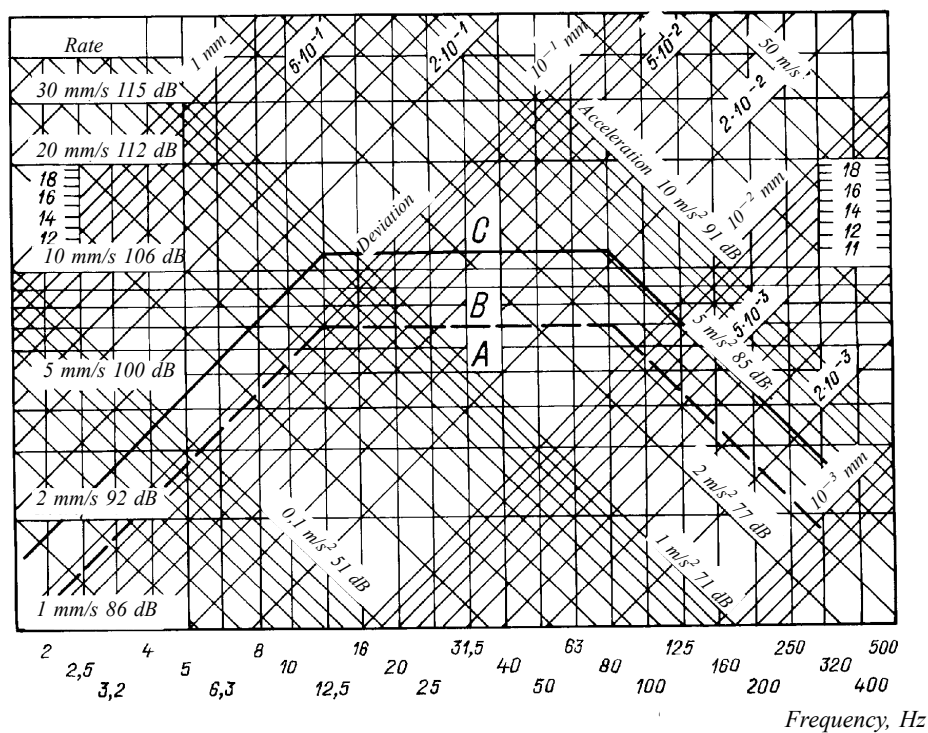 Rate
1 mm
5·10⁻¹
2·10⁻¹
10⁻¹ mm
5·10⁻²
50 m/s²
2·10⁻²
30 mm/s 115 dB
20 mm/s 112 dB
18
16
14
12
10 mm/s 106 dB
Deviation
C
Acceleration 10 m/s² 91 dB
10⁻² mm
18
16
14
12
11
B
A
5·10⁻³
5 m/s² 85 dB
2·10⁻³
5 mm/s 100 dB
2 mm/s 92 dB
0,1 m/s² 51 dB
2 m/s² 77 dB
10⁻³ mm
1 m/s² 71 dB
1 mm/s 86 dB
2 4 8 16 31,5 63 125 250 500
2,5 5 10 20 40 80 160 320
3,2 6,3 12,5 25 50 100 200 400
Frequency, Hz